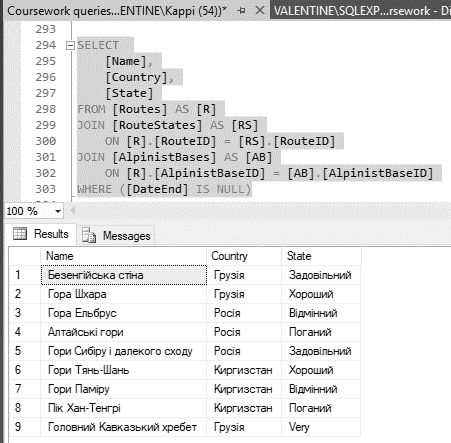 Coursework queries...ENTINE\Kappi (54))* VALENTINE\SQLEXP...rsework - Di
293
294 SELECT
295 [Name],
296 [Country],
297 [State]
298 FROM [Routes] AS [R]
299 JOIN [RouteStates] AS [RS]
300 ON [R].[RouteID] = [RS].[RouteID]
301 JOIN [AlpinistBases] AS [AB]
302 ON [R].[AlpinistBaseID] = [AB].[AlpinistBaseID]
303 WHERE ([DateEnd] IS NULL)
100 %
Results Messages
Name Country State
1 Безенгійська стіна Грузія Задовільний
2 Гора Шхара Грузія Хороший
3 Гора Ельбрус Росія Відмінний
4 Алтайські гори Росія Поганий
5 Гори Сибіру і далекого сходу Росія Задовільний
6 Гори Тянь-Шань Киргизстан Хороший
7 Гори Паміру Киргизстан Відмінний
8 Пік Хан-Тенгрі Киргизстан Поганий
9 Головний Кавказький хребет Грузія Very